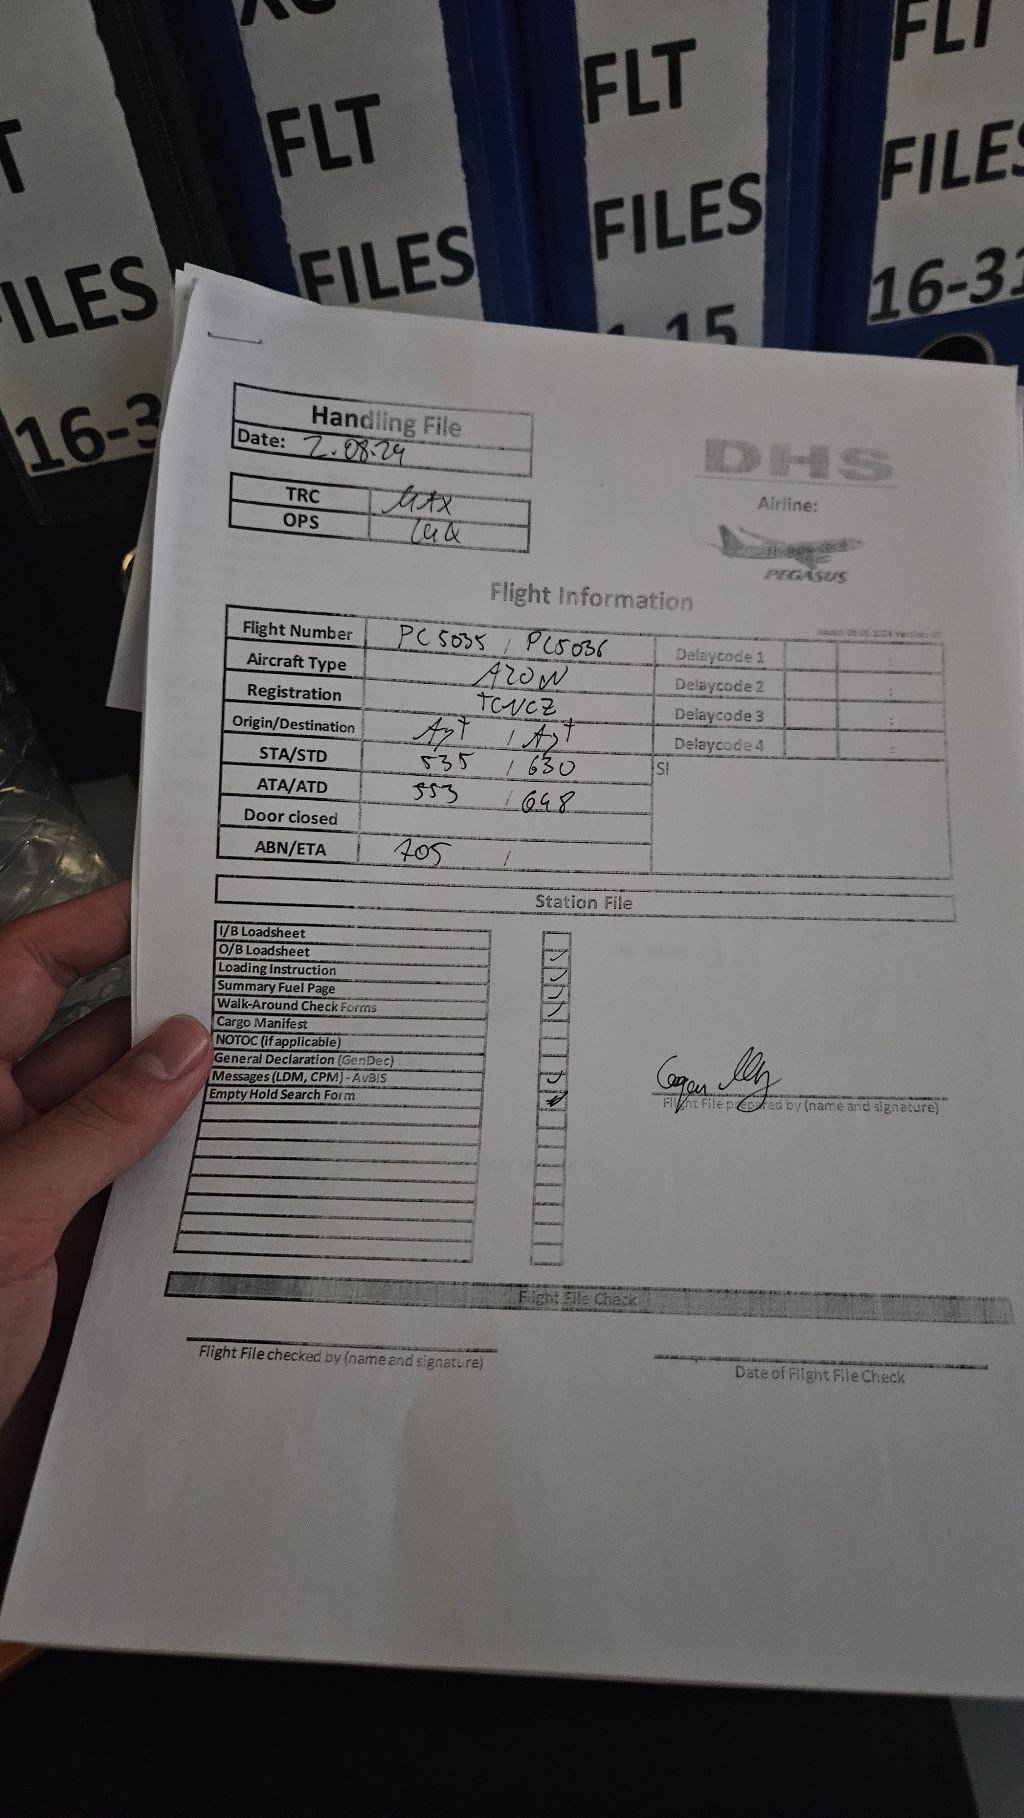 FLT
FLT
FLT
FILES
FILES
FILES
ILES
16-31
15
16-3
Handling File
Date: 2.08.24
DHS
Airline:
PEGASUS
TRC
OPS
Flight Information
Flight Number PC5035 / PC5036 Delaycode 1
Aircraft Type A20N Delaycode 2 :
Registration TCNCZ Delaycode 3 :
Origin/Destination Ayt / Ayt Delaycode 4 :
STA/STD 535 / 630 SI
ATA/ATD 553 / 648
Door closed
ABN/ETA 705 /
Station File
I/B Loadsheet
O/B Loadsheet ✓
Loading Instruction ✓
Summary Fuel Page ✓
Walk-Around Check Forms ✓
Cargo Manifest
NOTOC (if applicable)
General Declaration (GenDec)
Messages (LDM, CPM) - AvBIS ✓
Empty Hold Search Form
Flight File prepared by (name and signature)
Flight File Check
Flight File checked by (name and signature)
Date of Flight File Check